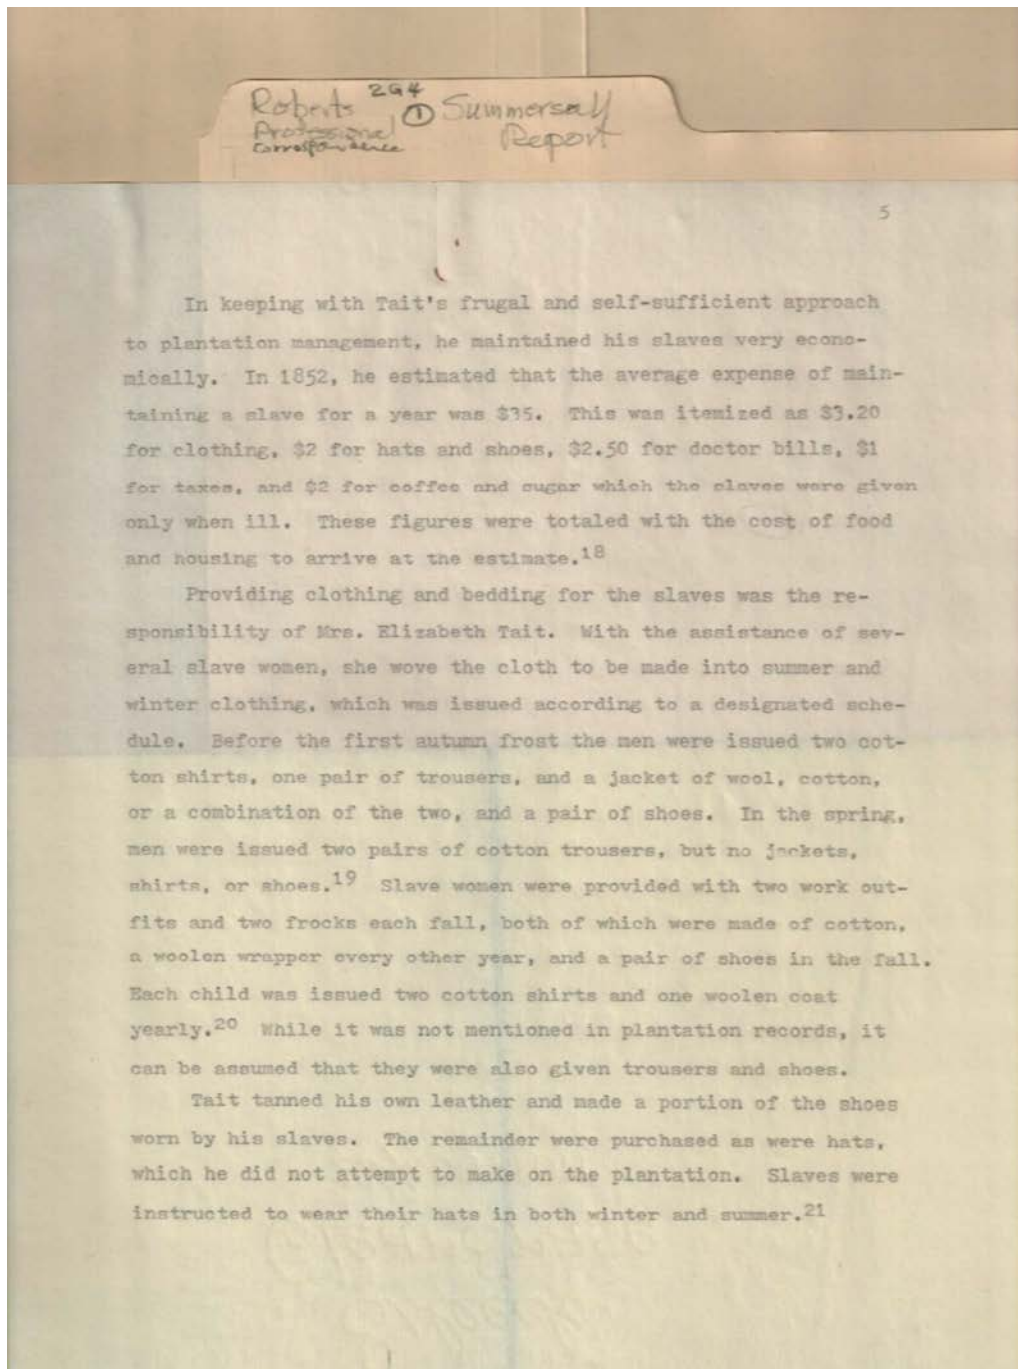 Roberts 2G4 ① Summersall
Professional Report
Correspondence
5
In keeping with Tait's frugal and self-sufficient approach
to plantation management, he maintained his slaves very econo-
mically. In 1852, he estimated that the average expense of main-
taining a slave for a year was $35. This was itemized as $3.20
for clothing, $2 for hats and shoes, $2.50 for doctor bills, $1
for taxes, and $2 for coffee and sugar which the slaves were given
only when ill. These figures were totaled with the cost of food
and housing to arrive at the estimate.18
Providing clothing and bedding for the slaves was the re-
sponsibility of Mrs. Elizabeth Tait. With the assistance of sev-
eral slave women, she wove the cloth to be made into summer and
winter clothing, which was issued according to a designated sche-
dule. Before the first autumn frost the men were issued two cot-
ton shirts, one pair of trousers, and a jacket of wool, cotton,
or a combination of the two, and a pair of shoes. In the spring,
men were issued two pairs of cotton trousers, but no jackets,
shirts, or shoes.19 Slave women were provided with two work out-
fits and two frocks each fall, both of which were made of cotton,
a woolen wrapper every other year, and a pair of shoes in the fall.
Each child was issued two cotton shirts and one woolen coat
yearly.20 While it was not mentioned in plantation records, it
can be assumed that they were also given trousers and shoes.
Tait tanned his own leather and made a portion of the shoes
worn by his slaves. The remainder were purchased as were hats,
which he did not attempt to make on the plantation. Slaves were
instructed to wear their hats in both winter and summer.21